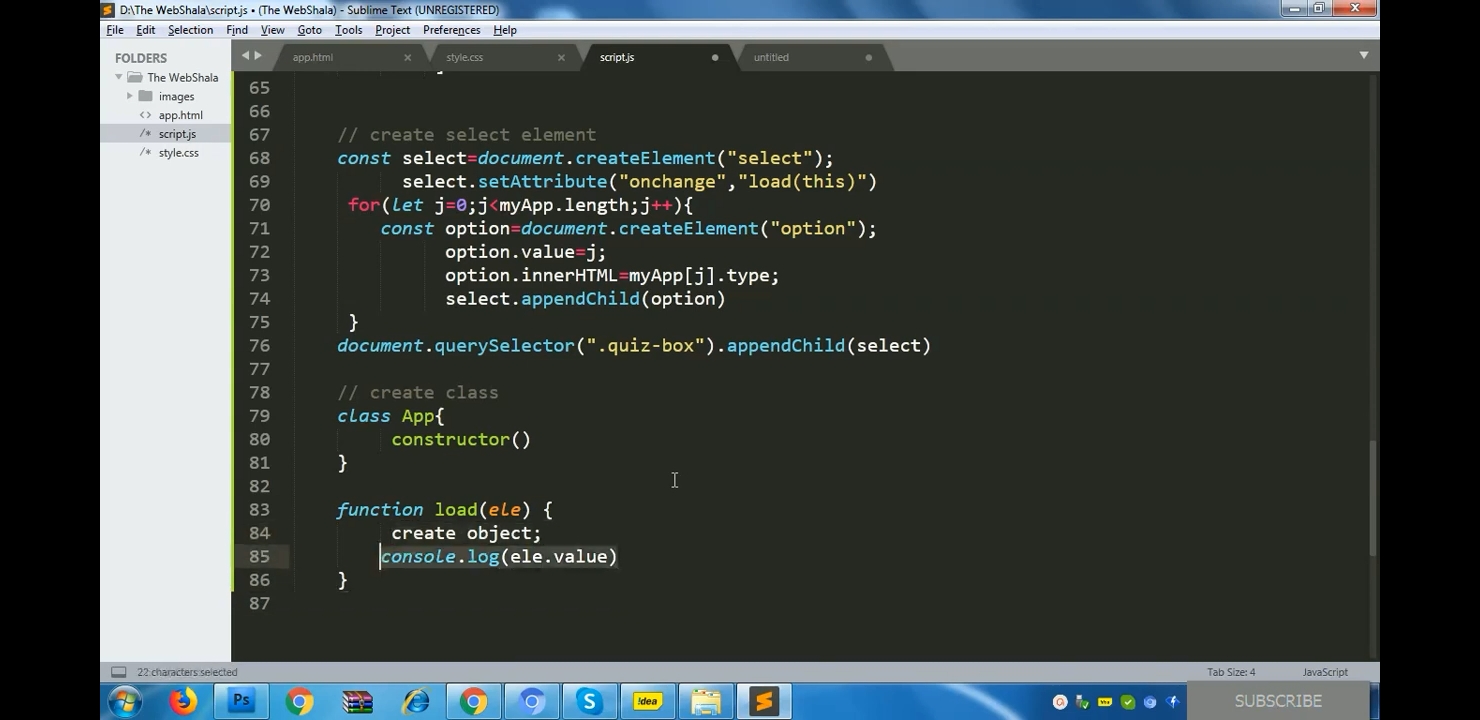 D:\The WebShala\script.js • (The WebShala) - Sublime Text (UNREGISTERED)
File Edit Selection Find View Goto Tools Project Preferences Help
FOLDERS
The WebShala
images
<> app.html
/* script.js
/* style.css
app.html style.css script.js untitled
65
66
67 // create select element
68 const select=document.createElement("select");
69 select.setAttribute("onchange","load(this)")
70 for(let j=0;j<myApp.length;j++){
71 const option=document.createElement("option");
72 option.value=j;
73 option.innerHTML=myApp[j].type;
74 select.appendChild(option)
75 }
76 document.querySelector(".quiz-box").appendChild(select)
77
78 // create class
79 class App{
80 constructor()
81 }
82
83 function load(ele) {
84 create object;
85 console.log(ele.value)
86 }
87
22 characters selected Tab Size: 4 JavaScript
Ps
S
!dea
SUBSCRIBE